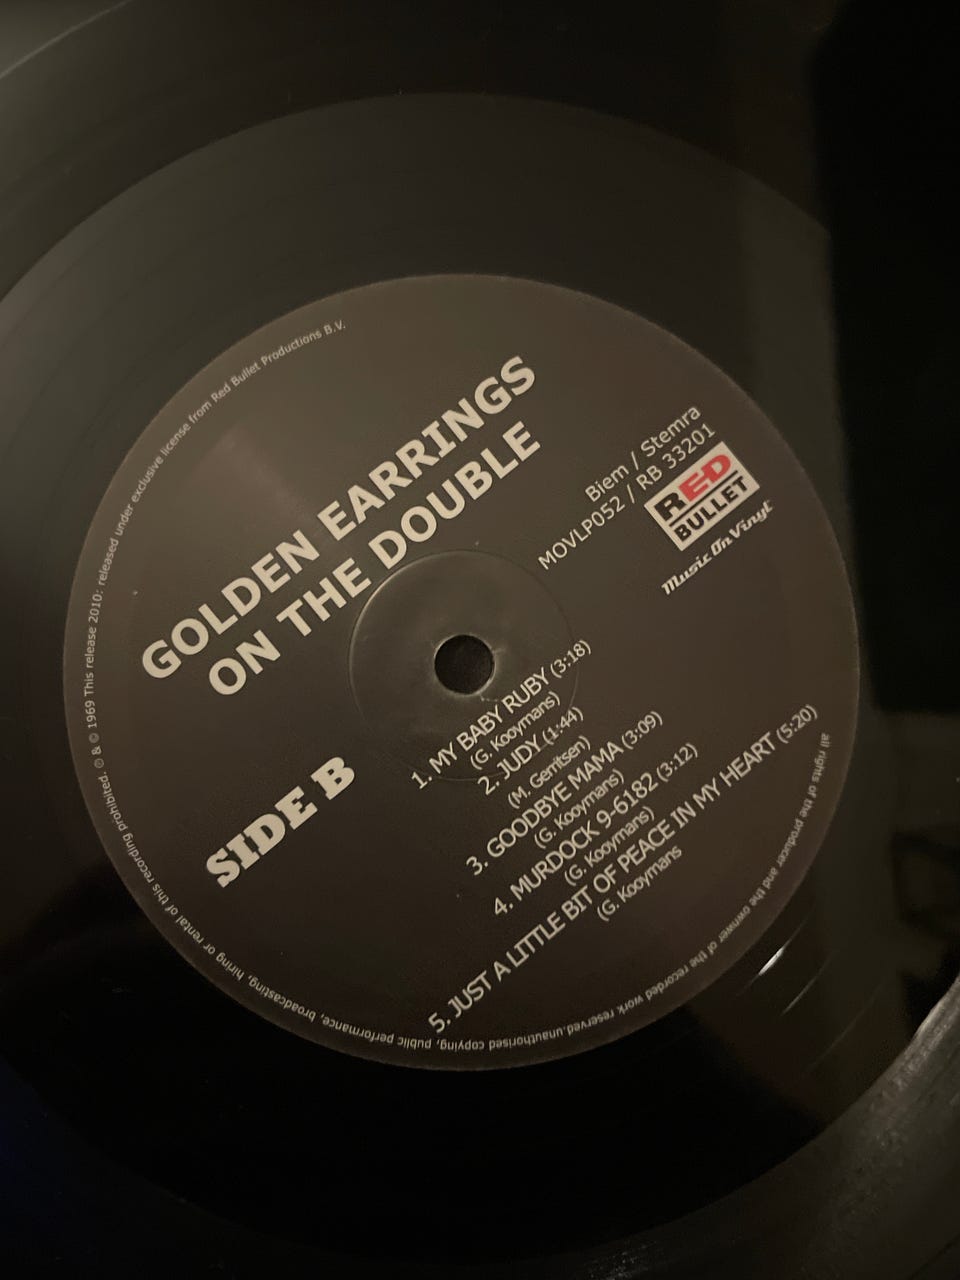 GOLDEN EARRINGS
ON THE DOUBLE
Biem / Stemra
MOVLP052 / RB 33201
RED
BULLET
Music On Vinyl
SIDE B
1. MY BABY RUBY (3:18)
(G. Kooymans)
2. JUDY (1:44)
(M. Gerritsen)
3. GOODBYE MAMA (3:09)
(G. Kooymans)
4. MURDOCK 9-6182 (3:12)
(G. Kooymans)
5. JUST A LITTLE BIT OF PEACE IN MY HEART (5:20)
(G. Kooymans
℗ & © 1969 This release 2010: released under exclusive license from Red Bullet Productions B.V.
all rights of the producer and the ownwer of the recorded work reserved.unauthorised copying, public performance, broadcasting, hiring or rental of this recording prohibited.